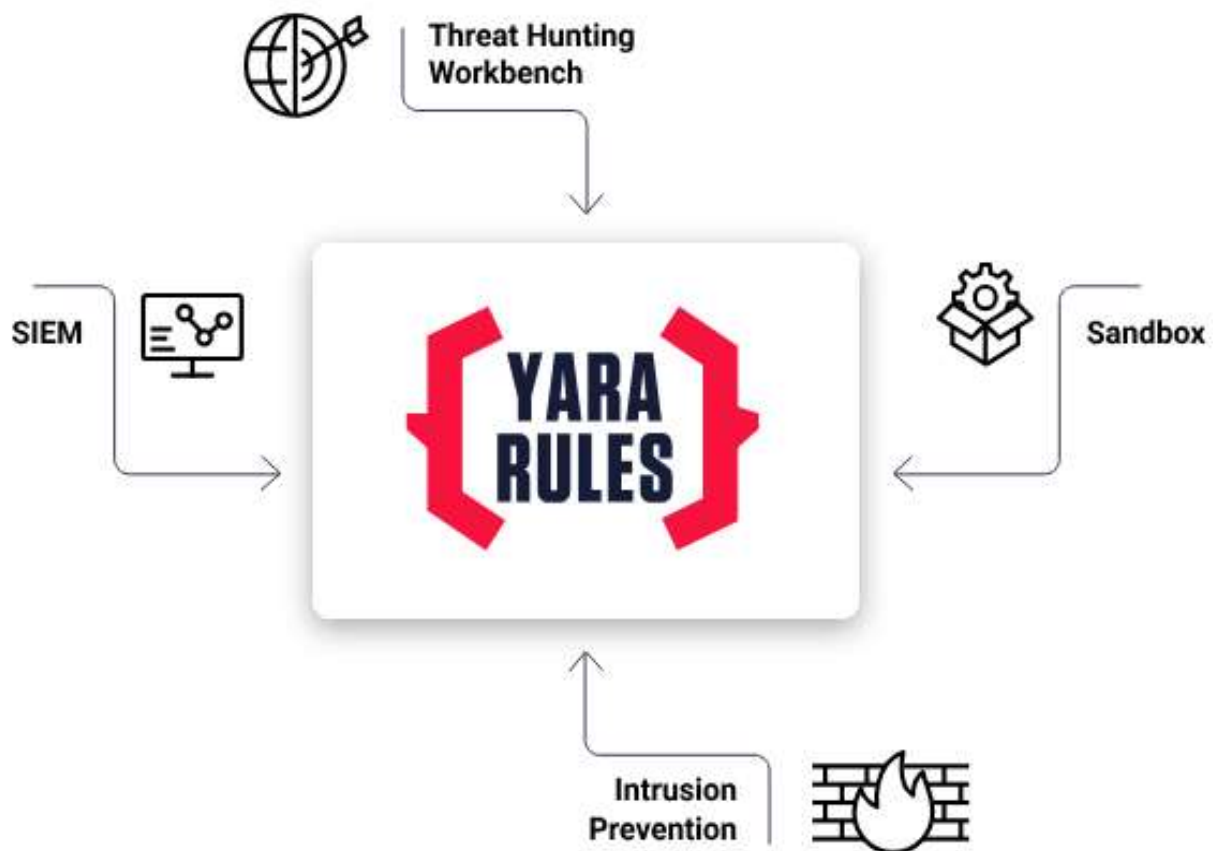 Threat Hunting
Workbench
SIEM
YARA
RULES
Sandbox
Intrusion
Prevention